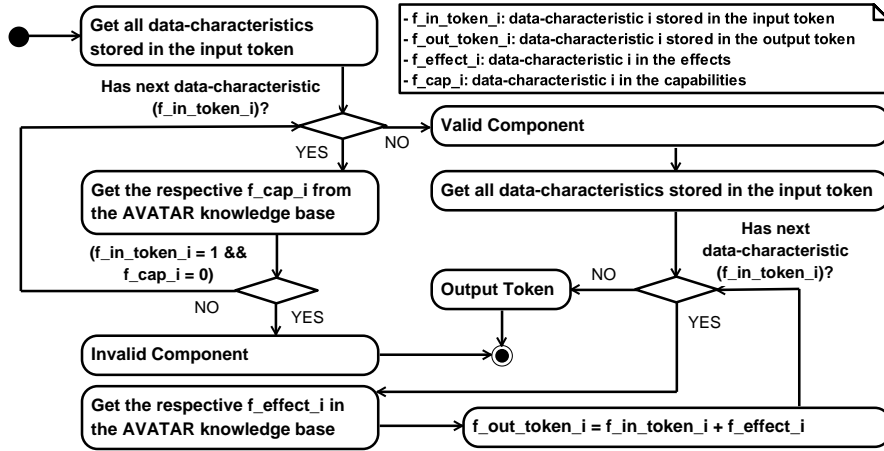 Get all data-characteristics
stored in the input token
- f_in_token_i: data-characteristic i stored in the input token
- f_out_token_i: data-characteristic i stored in the output token
- f_effect_i: data-characteristic i in the effects
- f_cap_i: data-characteristic i in the capabilities
Has next data-characteristic
(f_in_token_i)?
YES
NO
Valid Component
Get the respective f_cap_i from
the AVATAR knowledge base
Get all data-characteristics stored in the input token
(f_in_token_i = 1 &&
f_cap_i = 0)
NO
YES
Has next
data-characteristic
(f_in_token_i)?
NO
YES
Output Token
Invalid Component
Get the respective f_effect_i in
the AVATAR knowledge base
f_out_token_i = f_in_token_i + f_effect_i